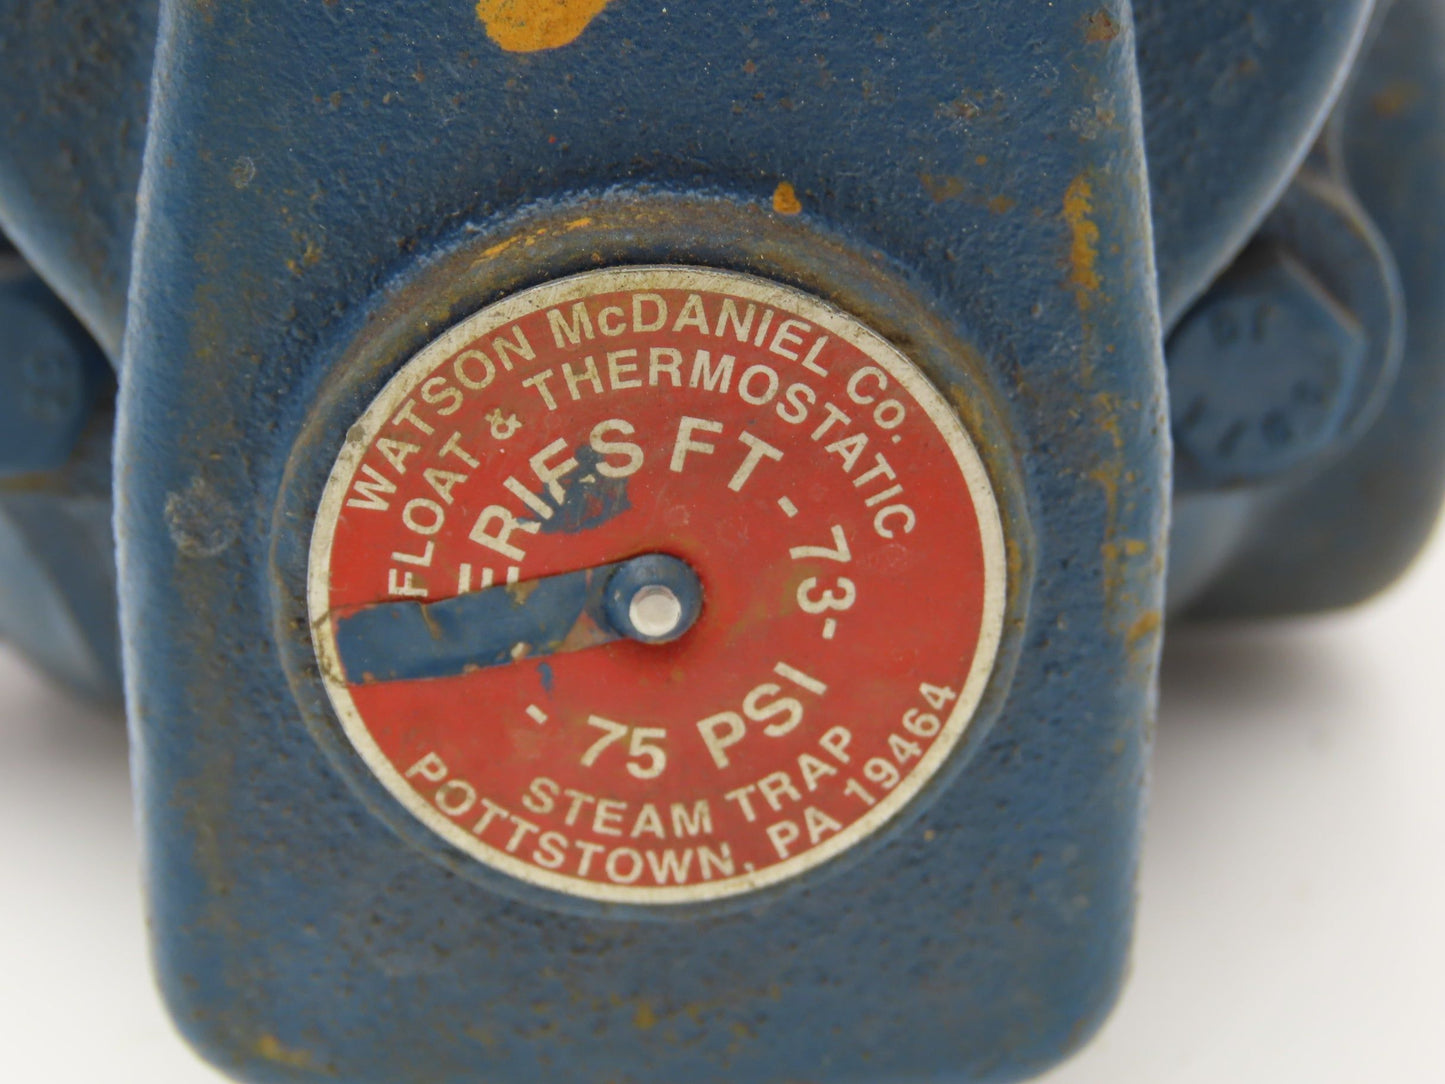 WATSON McDANIEL Co.
FLOAT & THERMOSTATIC
ERIES FT - 73 -
- 75 PSI
STEAM TRAP
POTTSTOWN, PA 19464